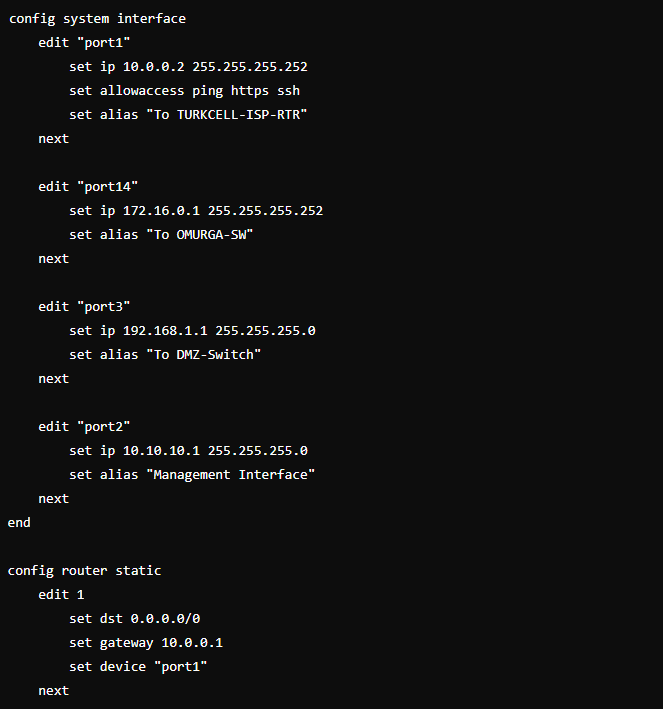 config system interface
edit "port1"
set ip 10.0.0.2 255.255.255.252
set allowaccess ping https ssh
set alias "To TURKCELL-ISP-RTR"
next
edit "port14"
set ip 172.16.0.1 255.255.255.252
set alias "To OMURGA-SW"
next
edit "port3"
set ip 192.168.1.1 255.255.255.0
set alias "To DMZ-Switch"
next
edit "port2"
set ip 10.10.10.1 255.255.255.0
set alias "Management Interface"
next
end
config router static
edit 1
set dst 0.0.0.0/0
set gateway 10.0.0.1
set device "port1"
next